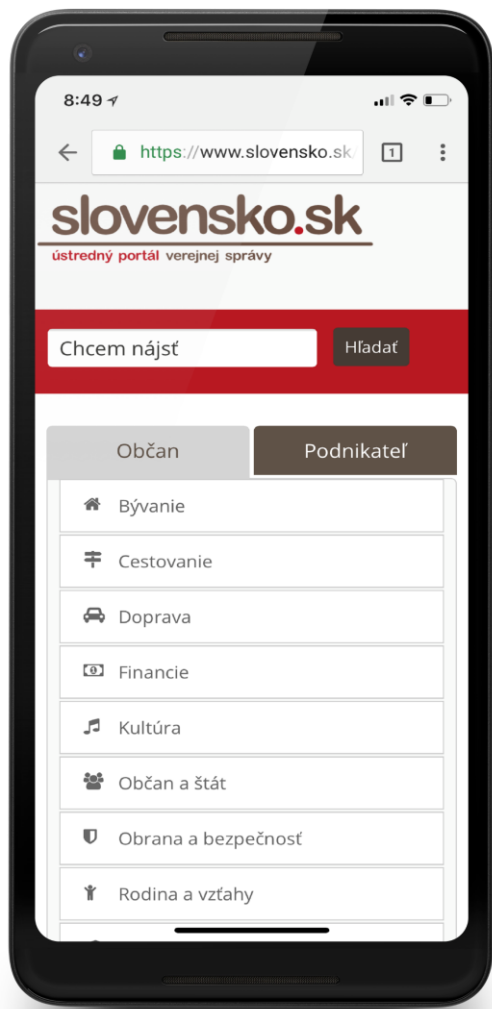 8:49
https://www.slovensko.sk/
1
slovensko.sk
ústredný portál verejnej správy
Chcem nájsť
Hľadať
Občan
Podnikateľ
Bývanie
Cestovanie
Doprava
Financie
Kultúra
Občan a štát
Obrana a bezpečnosť
Rodina a vzťahy